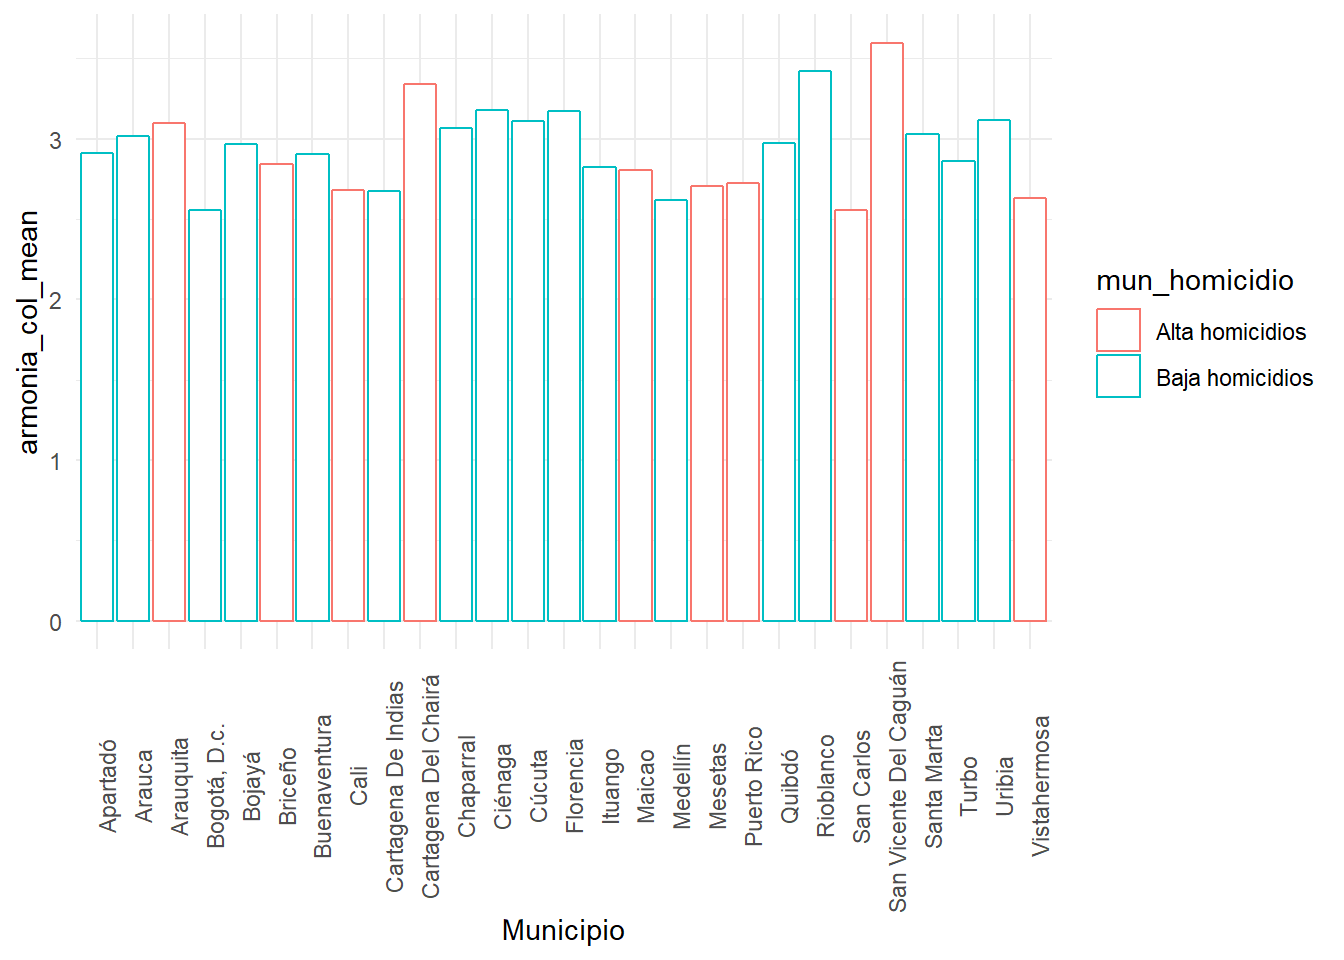 armonia_col_mean
3
2
1
0
Apartadó
Arauca
Arauquita
Bogotá, D.c.
Bojayá
Briceño
Buenaventura
Cali
Cartagena De Indias
Cartagena Del Chairá
Chaparral
Ciénaga
Cúcuta
Florencia
Ituango
Maicao
Medellín
Mesetas
Puerto Rico
Quibdó
Rioblanco
San Carlos
San Vicente Del Caguán
Santa Marta
Turbo
Uribia
Vistahermosa
Municipio
mun_homicidio
Alta homicidios
Baja homicidios